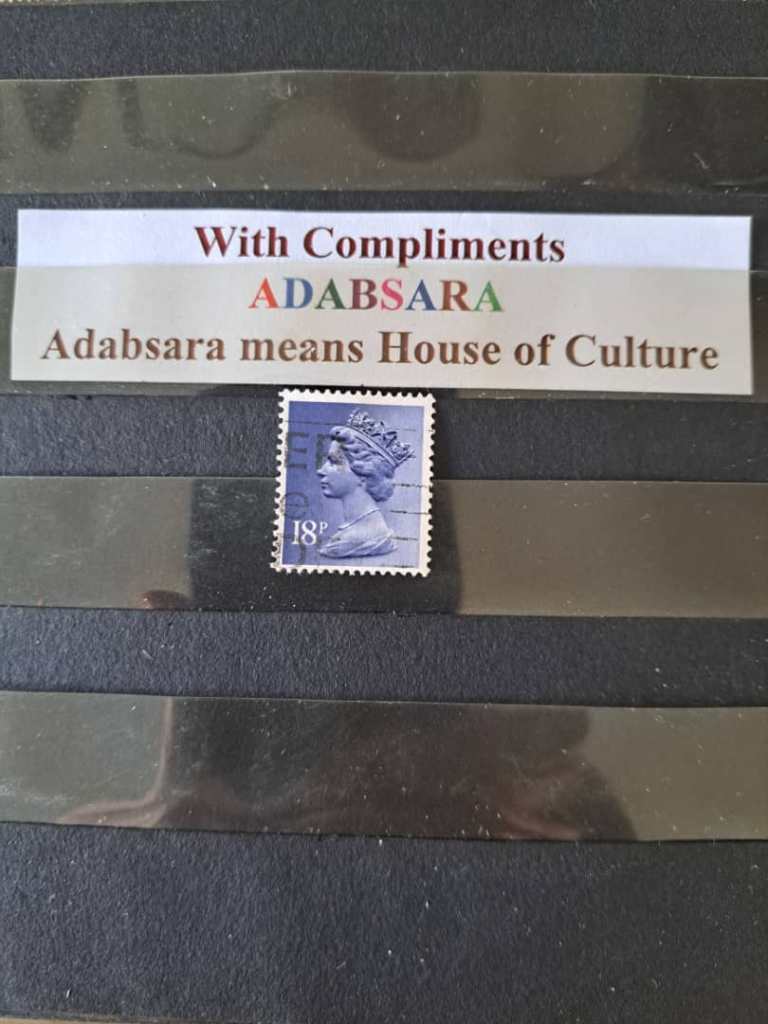 With Compliments
ADABSARA
Adabsara means House of Culture
18P